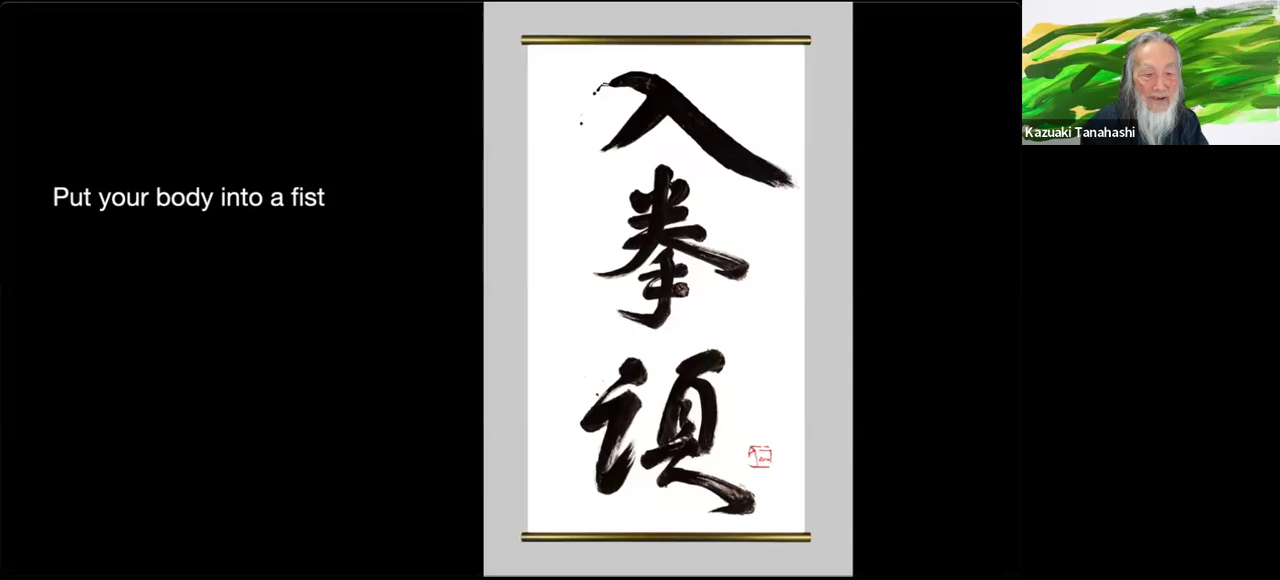 Put your body into a fist
入
拳
頭
Kazuaki Tanahashi